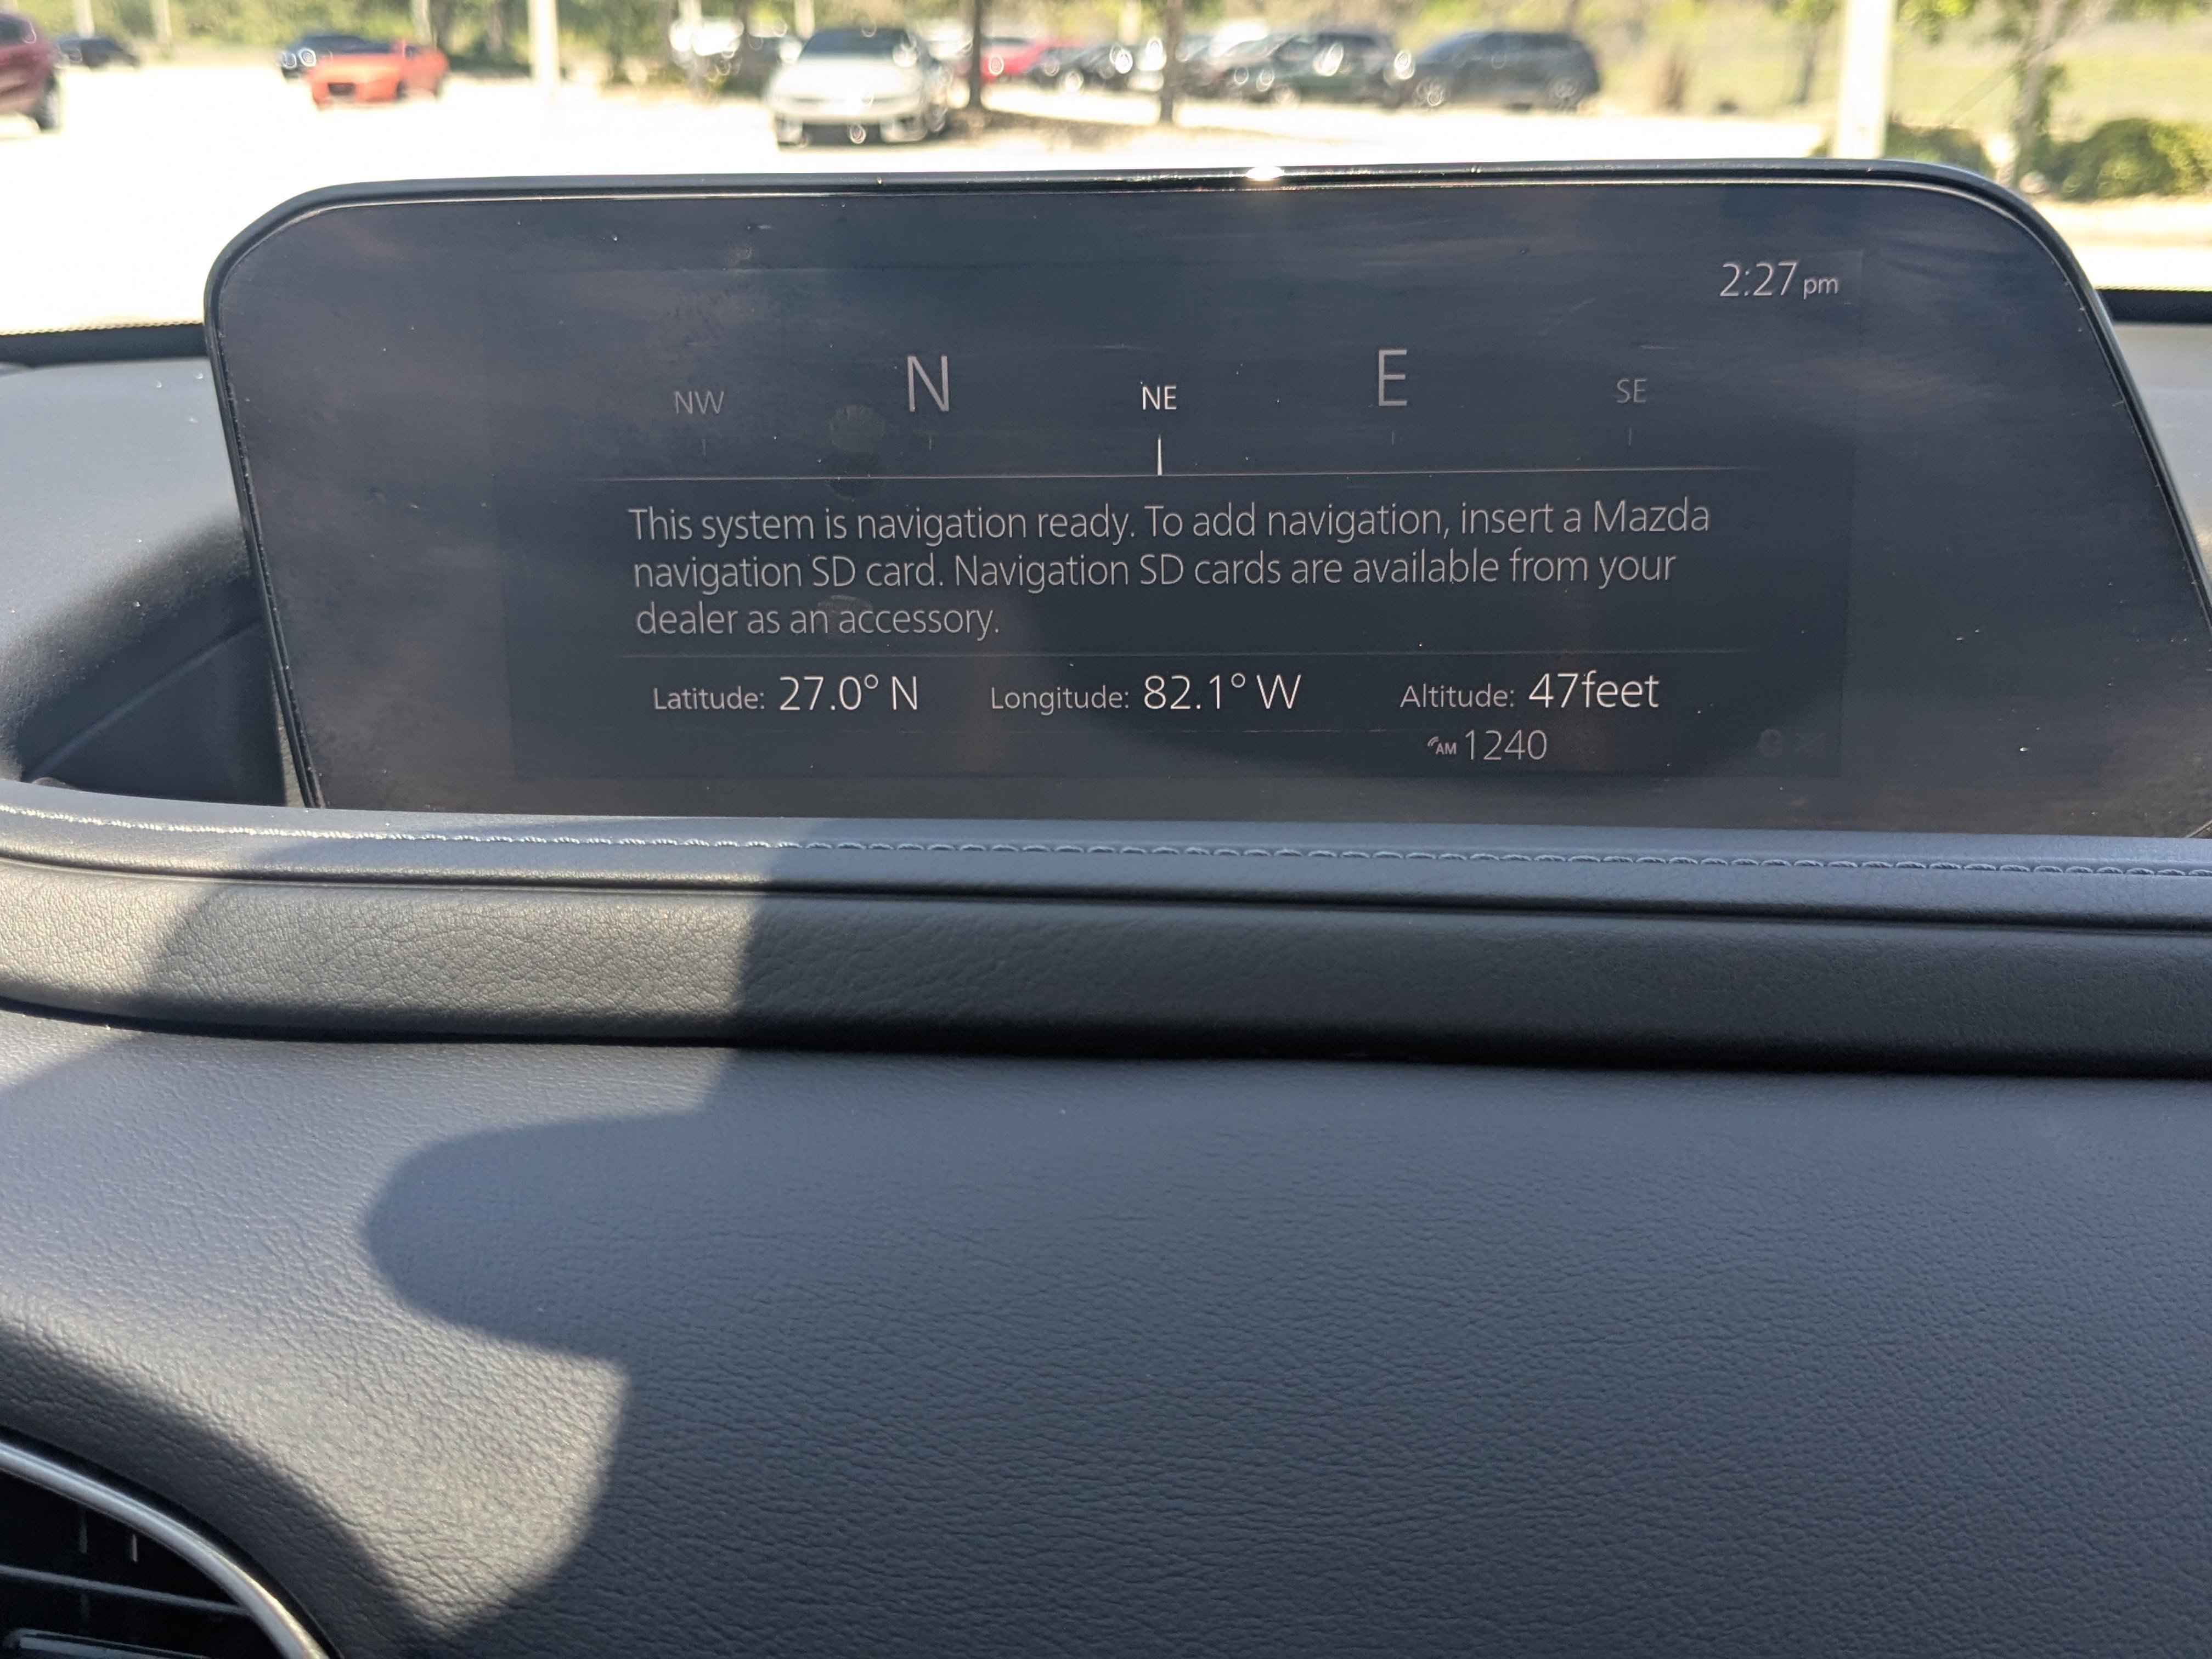 2:27 pm
NW N NE E SE
This system is navigation ready. To add navigation, insert a Mazda
navigation SD card. Navigation SD cards are available from your
dealer as an accessory.
Latitude: 27.0° N Longitude: 82.1° W Altitude: 47feet
AM 1240